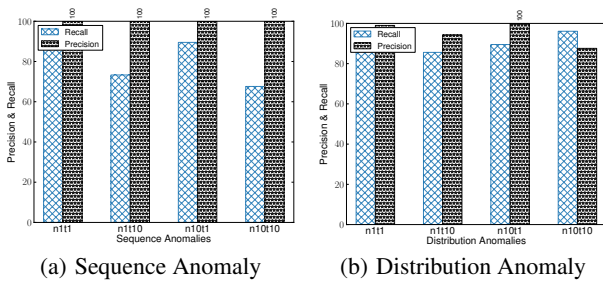 100 100 100 100
100
Recall
Precision
80
60
40
20
0
Precision & Recall
n1t1 n1t10 n10t1 n10t10
Sequence Anomalies
(a) Sequence Anomaly
100
100
Recall
Precision
80
60
40
20
0
Precision & Recall
n1t1 n1t10 n10t1 n10t10
Distribution Anomalies
(b) Distribution Anomaly